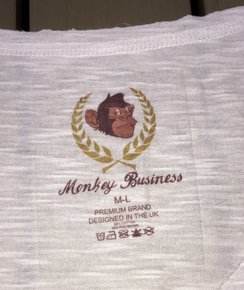 Monkey Business
M-L
PREMIUM BRAND
DESIGNED IN THE UK